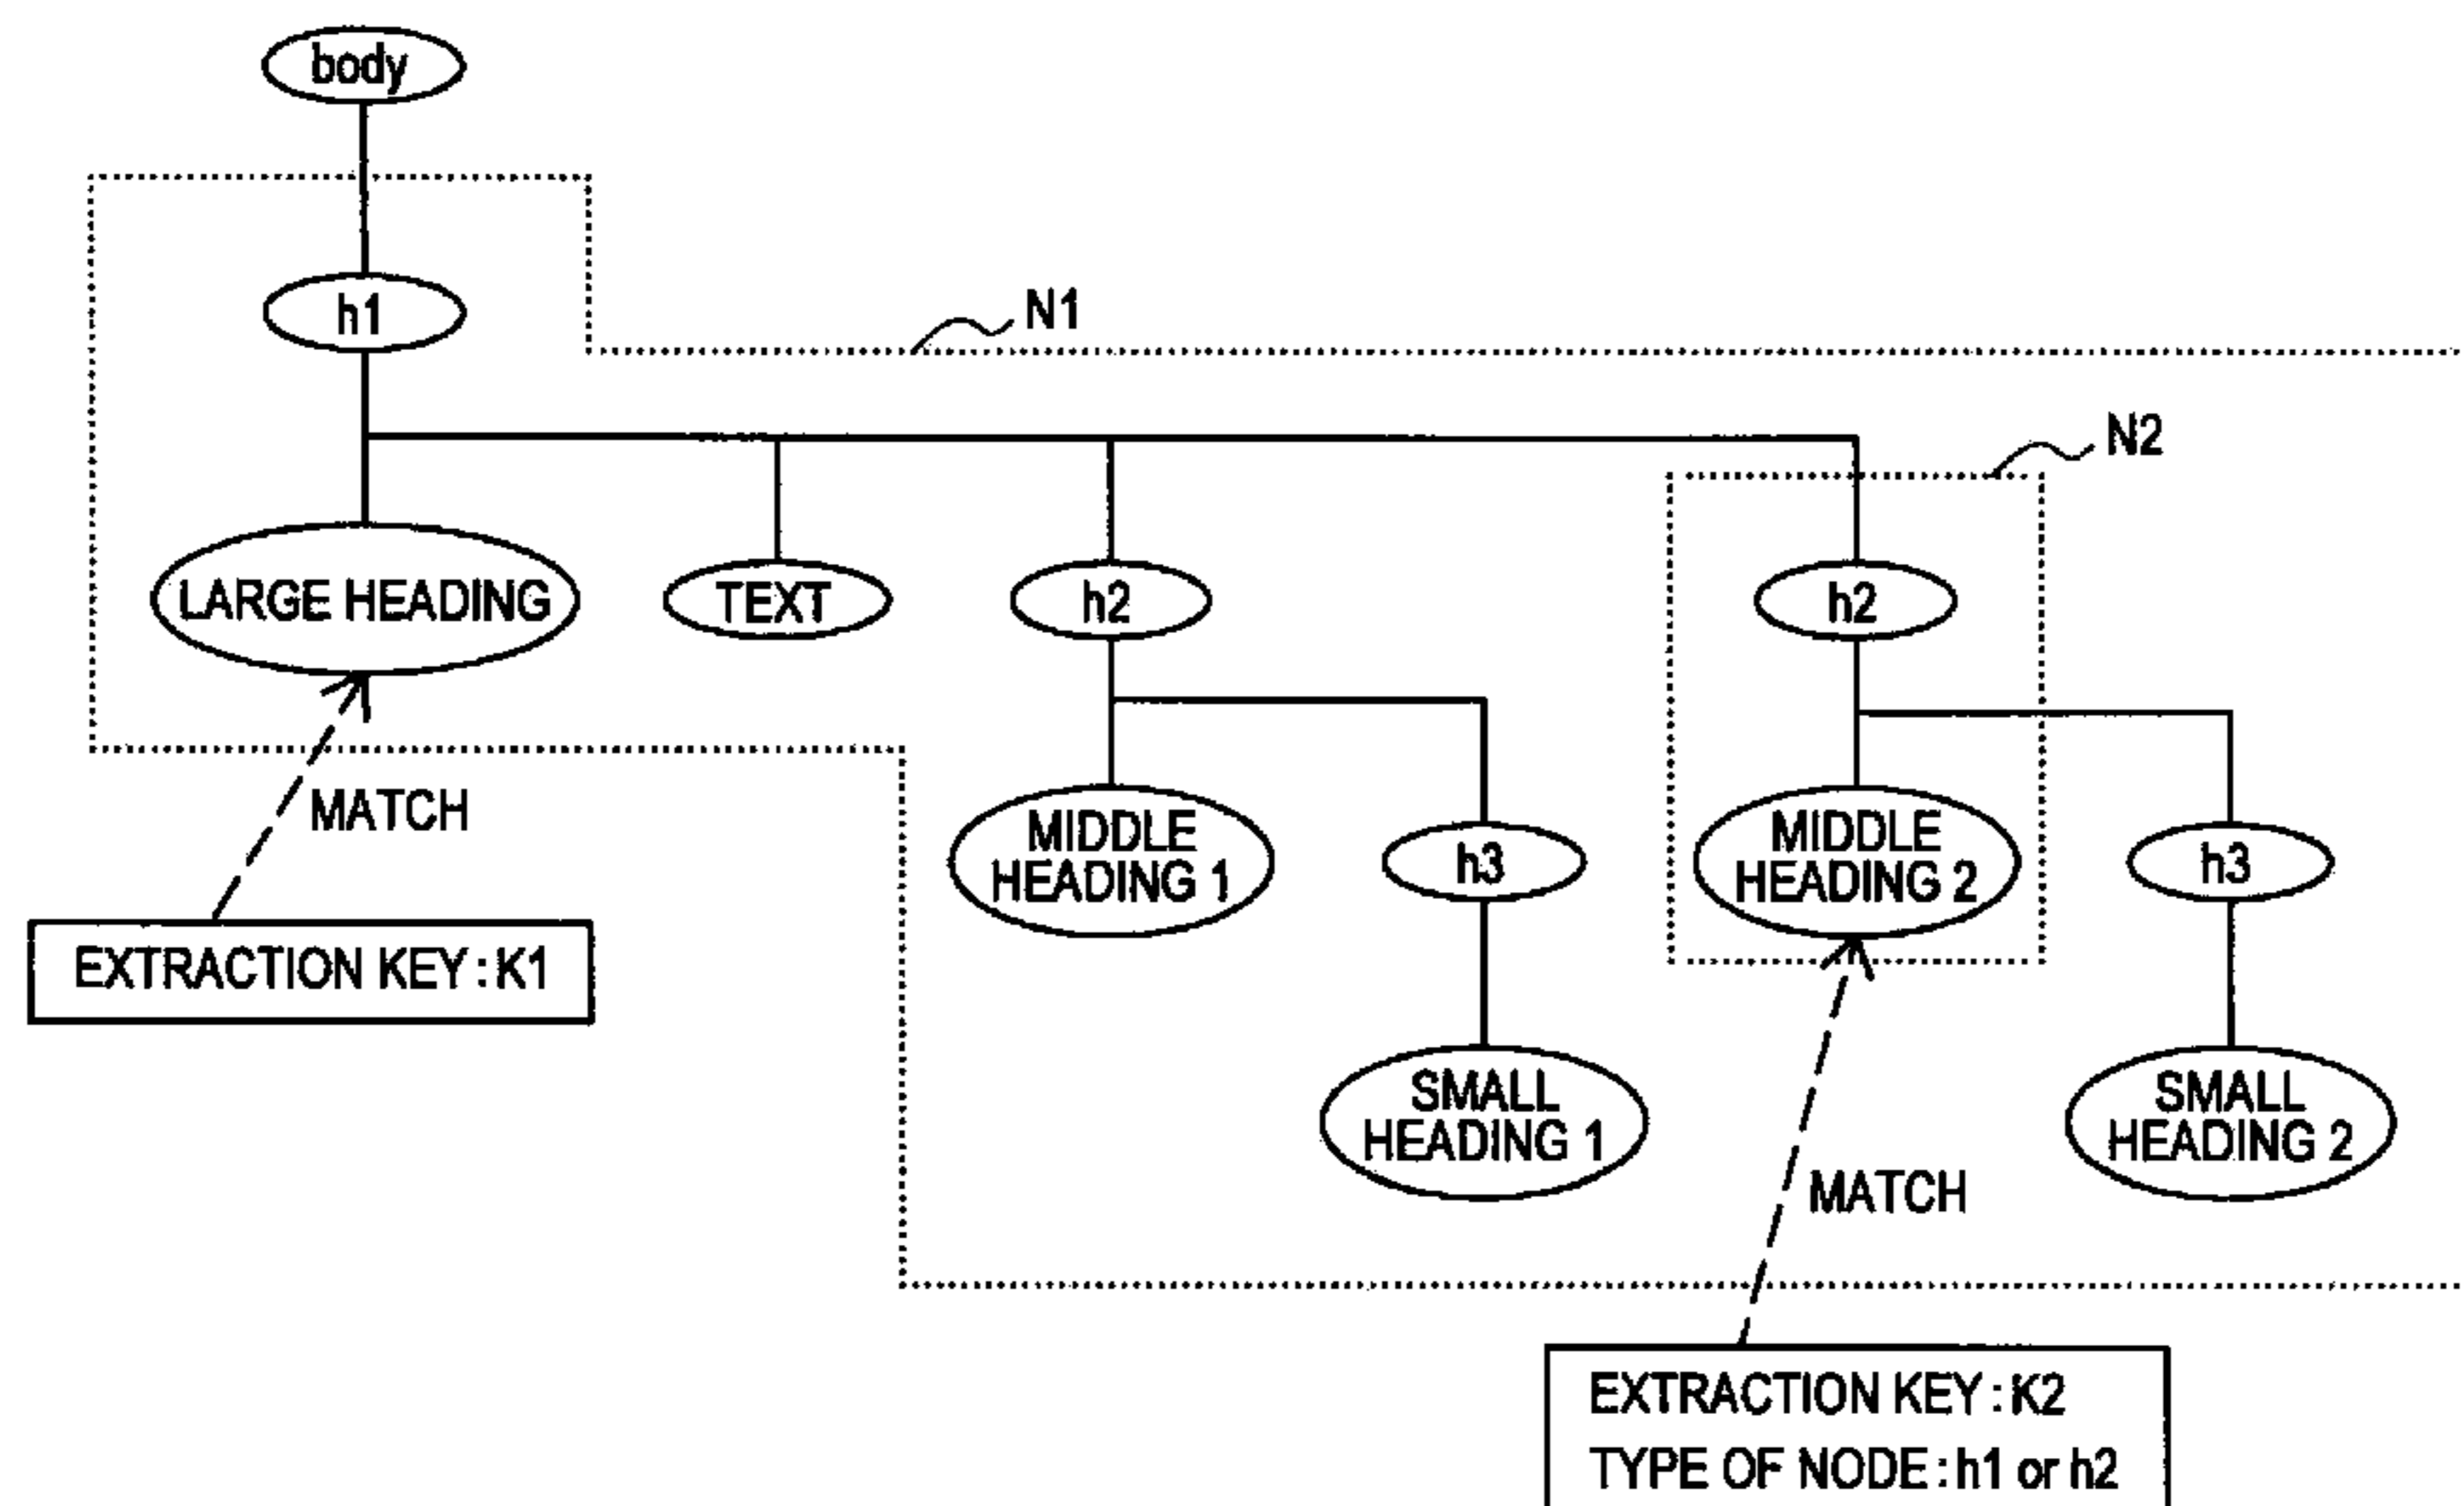 body
h1
N1
N2
LARGE HEADING
TEXT
h2
h2
MATCH
MIDDLE
HEADING 1
h3
MIDDLE
HEADING 2
h3
EXTRACTION KEY : K1
SMALL
HEADING 1
SMALL
HEADING 2
MATCH
EXTRACTION KEY : K2
TYPE OF NODE : h1 or h2